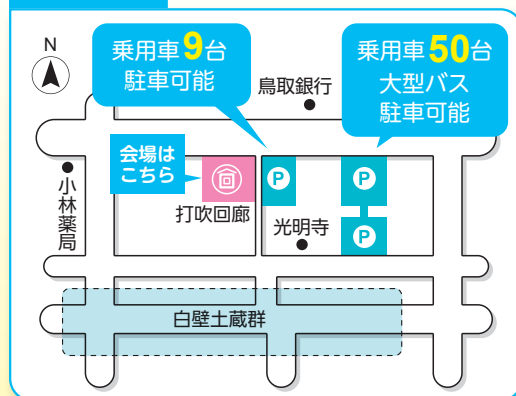 N
乗用車9台
駐車可能
乗用車50台
大型バス
駐車可能
鳥取銀行
会場は
こちら
小林薬局
回
P
P
打吹回廊
光明寺
P
白壁土蔵群